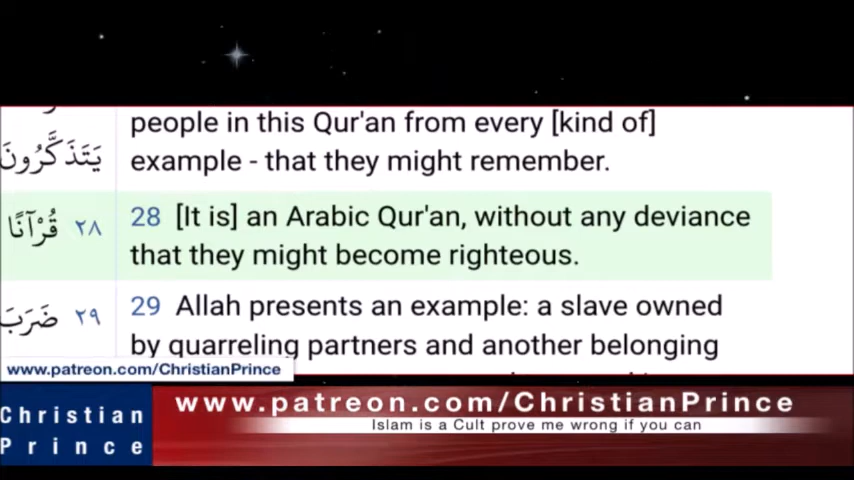 people in this Qur'an from every [kind of]
يَتَذَكَّرُونَ example - that they might remember.
قُرْآنًا ٢٨ 28 [It is] an Arabic Qur'an, without any deviance
that they might become righteous.
ضَرَبَ ٢٩ 29 Allah presents an example: a slave owned
by quarreling partners and another belonging
www.patreon.com/ChristianPrince
Christian
Prince
www.patreon.com/ChristianPrince
Islam is a Cult prove me wrong if you can